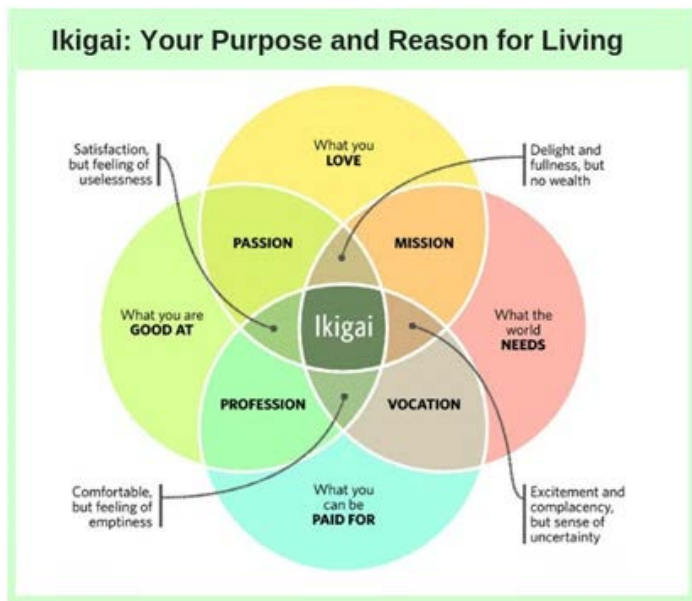 Ikigai: Your Purpose and Reason for Living
What you
LOVE
Satisfaction,
but feeling of
uselessness
Delight and
fullness, but
no wealth
PASSION
MISSION
What you are
GOOD AT
Ikigai
What the
world
NEEDS
PROFESSION
VOCATION
Comfortable,
but feeling of
emptiness
What you
can be
PAID FOR
Excitement and
complacency,
but sense of
uncertainty